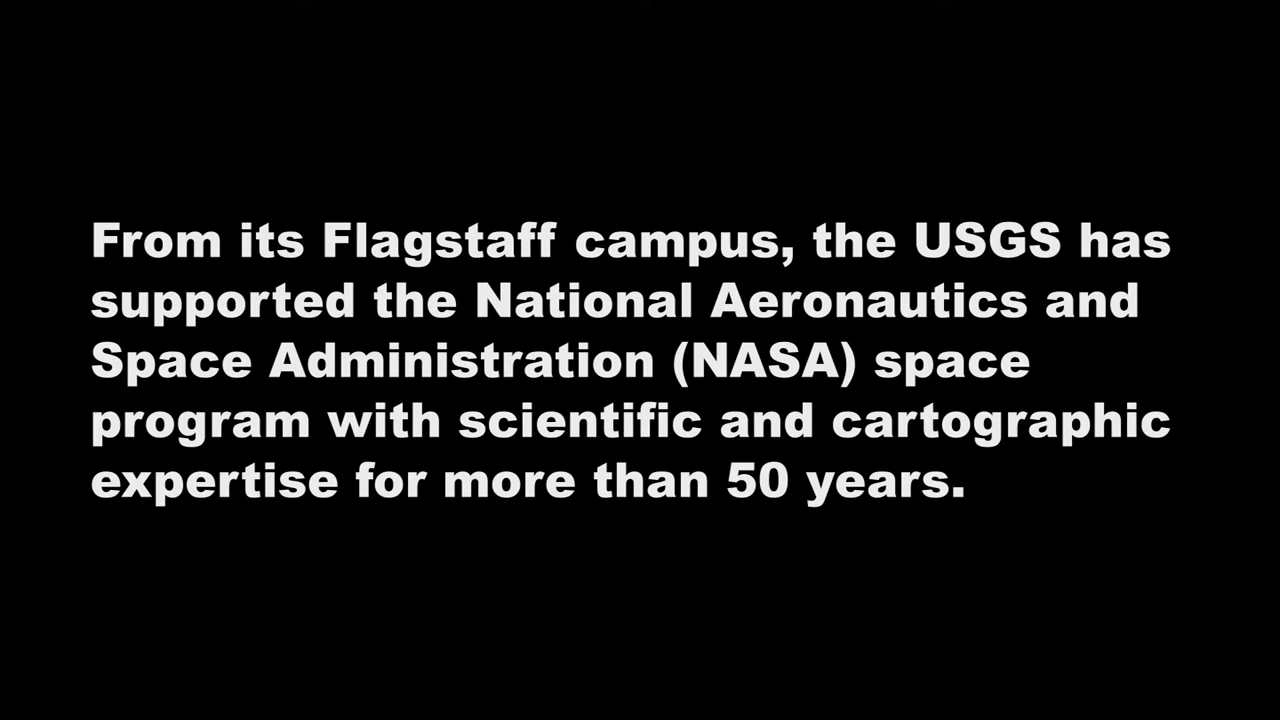 From its Flagstaff campus, the USGS has
supported the National Aeronautics and
Space Administration (NASA) space
program with scientific and cartographic
expertise for more than 50 years.